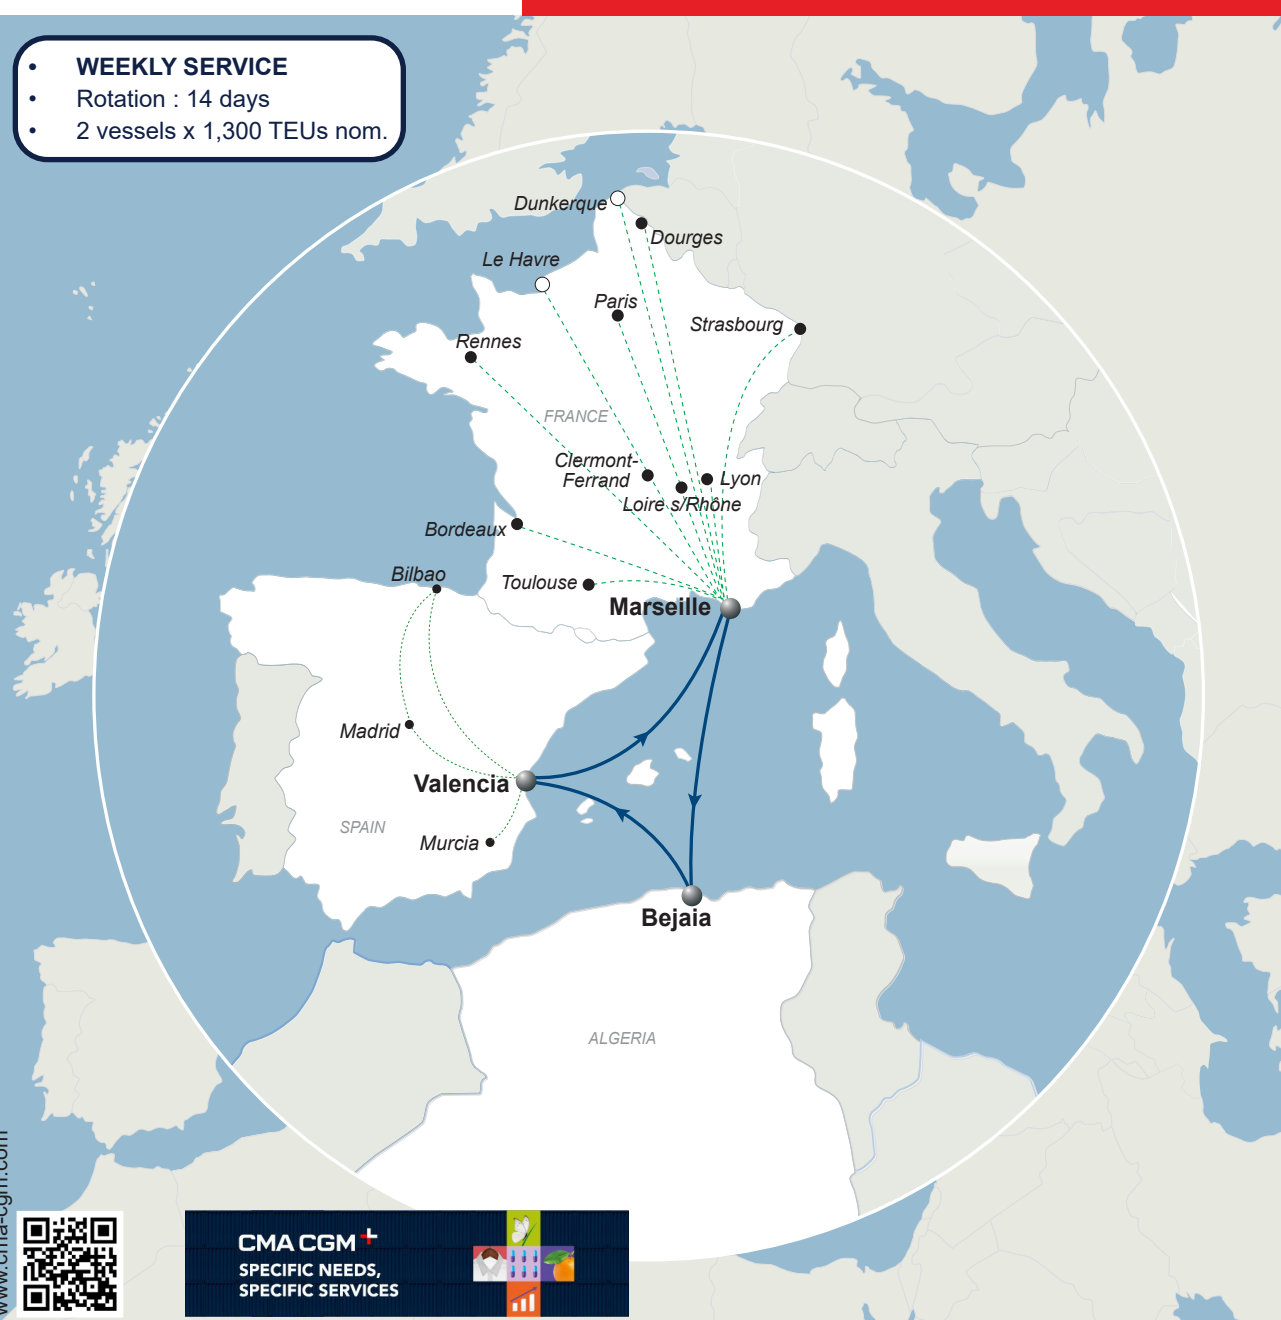 • WEEKLY SERVICE
• Rotation : 14 days
• 2 vessels x 1,300 TEUs nom.
Dunkerque
Dourges
Le Havre
Paris
Strasbourg
Rennes
FRANCE
Clermont-
Ferrand
Lyon
Loire s/Rhône
Bordeaux
Bilbao
Toulouse
Marseille
Madrid
Valencia
SPAIN
Murcia
Bejaia
ALGERIA
www.cma-cgm.com
CMA CGM +
SPECIFIC NEEDS,
SPECIFIC SERVICES